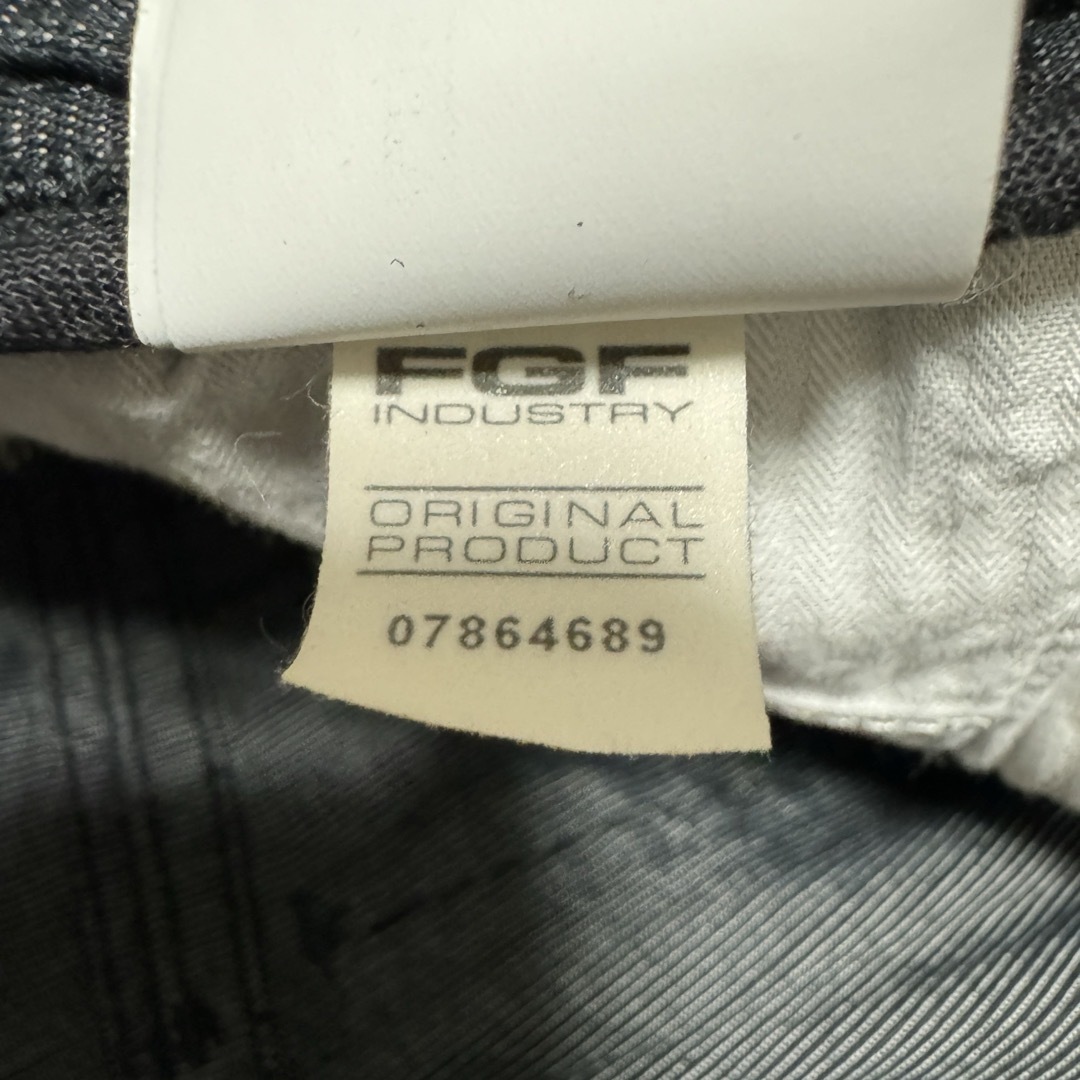 FGF
INDUSTRY
ORIGINAL
PRODUCT
07864689